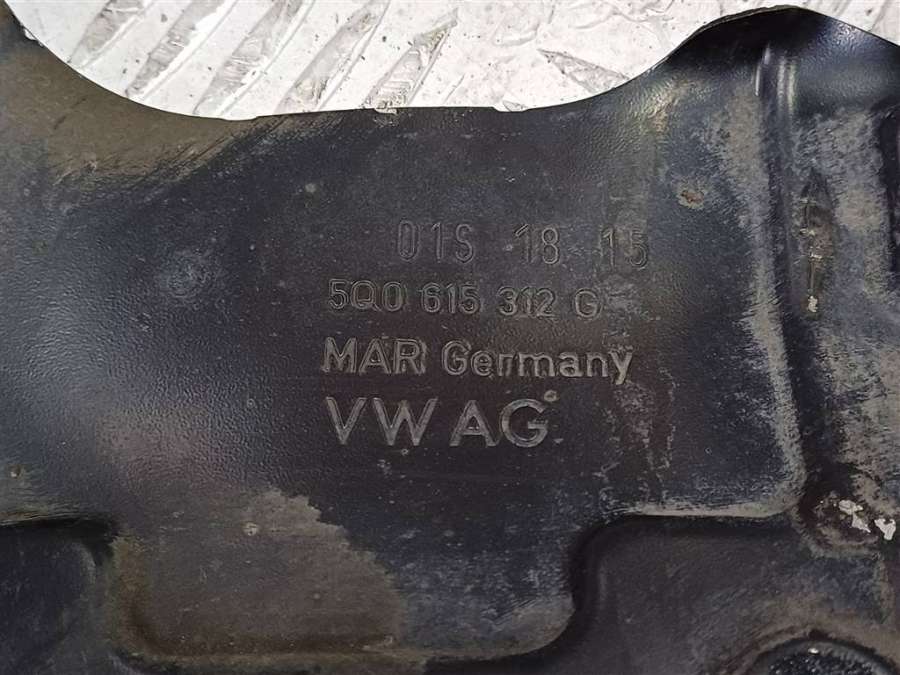 01S 18 15
5Q0 615 312 G
MAR Germany
VW AG